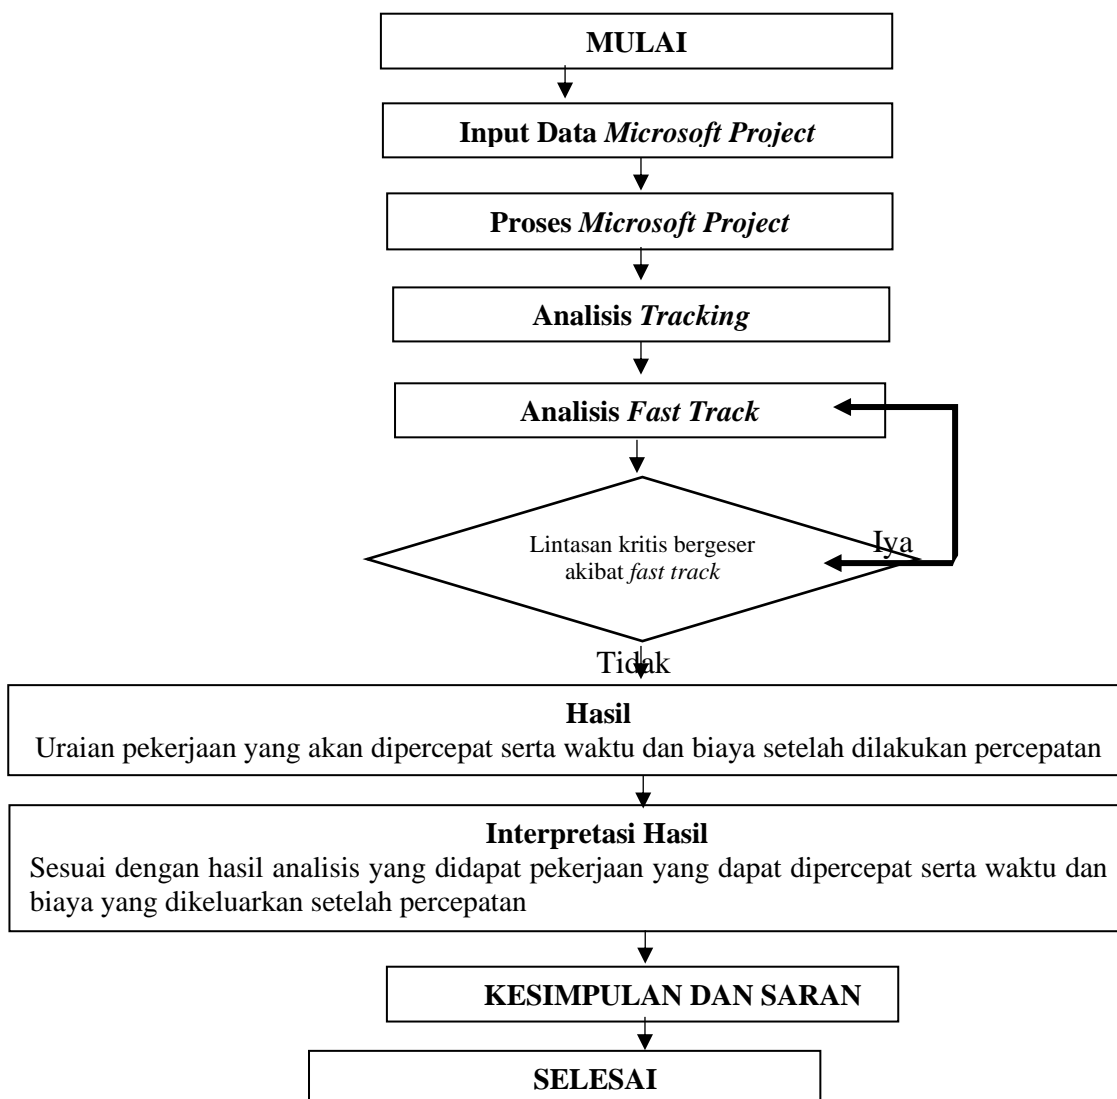 MULAI
Input Data Microsoft Project
Proses Microsoft Project
Analisis Tracking
Analisis Fast Track
Lintasan kritis bergeser
akibat fast track
Iya
Tidak
Hasil
Uraian pekerjaan yang akan dipercepat serta waktu dan biaya setelah dilakukan percepatan
Interpretasi Hasil
Sesuai dengan hasil analisis yang didapat pekerjaan yang dapat dipercepat serta waktu dan
biaya yang dikeluarkan setelah percepatan
KESIMPULAN DAN SARAN
SELESAI